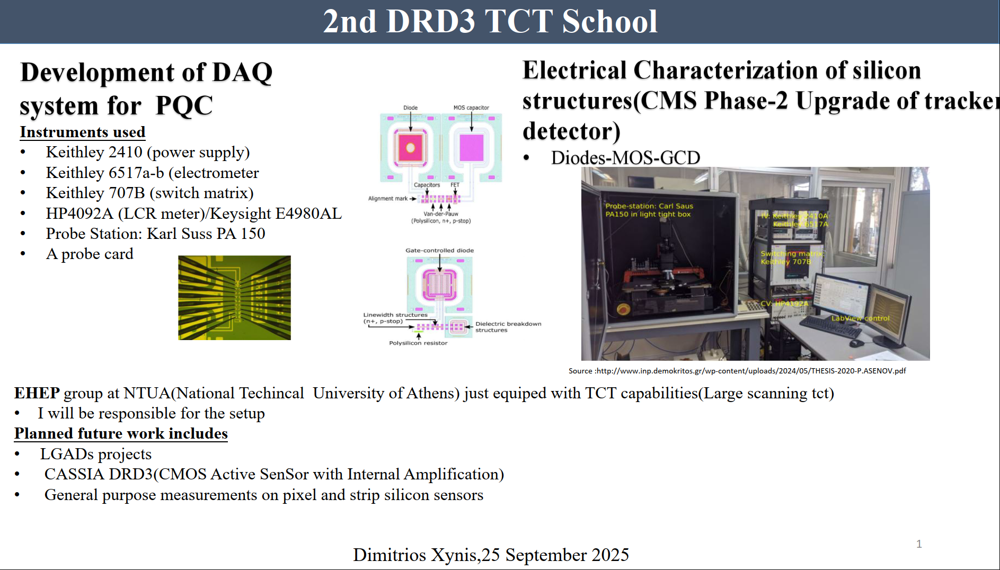 2nd DRD3 TCT School
Development of DAQ
system for PQC
Instruments used
• Keithley 2410 (power supply)
• Keithley 6517a-b (electrometer
• Keithley 707B (switch matrix)
• HP4092A (LCR meter)/Keysight E4980AL
• Probe Station: Karl Suss PA 150
• A probe card
Diode
MOS capacitor
Capacitors
FET
Alignment mark
Van-der-Pauw
(Polysilicon, n+, p-stop)
Gate-controlled diode
Linewidth structures
(n+, p-stop)
Dielectric breakdown
structures
Polysilicon resistor
Electrical Characterization of silicon
structures(CMS Phase-2 Upgrade of tracker
detector)
• Diodes-MOS-GCD
Probe-station: Carl Saus
PA150 in light tight box
IV: Keithley 2410A
Keithley 6517A
Switching matrix:
Keithley 707B
CV: HP4192A
LabView control
Source :http://www.inp.demokritos.gr/wp-content/uploads/2024/05/THESIS-2020-P.ASENOV.pdf
EHEP group at NTUA(National Techincal University of Athens) just equiped with TCT capabilities(Large scanning tct)
• I will be responsible for the setup
Planned future work includes
• LGADs projects
• CASSIA DRD3(CMOS Active SenSor with Internal Amplification)
• General purpose measurements on pixel and strip silicon sensors
1
Dimitrios Xynis,25 September 2025